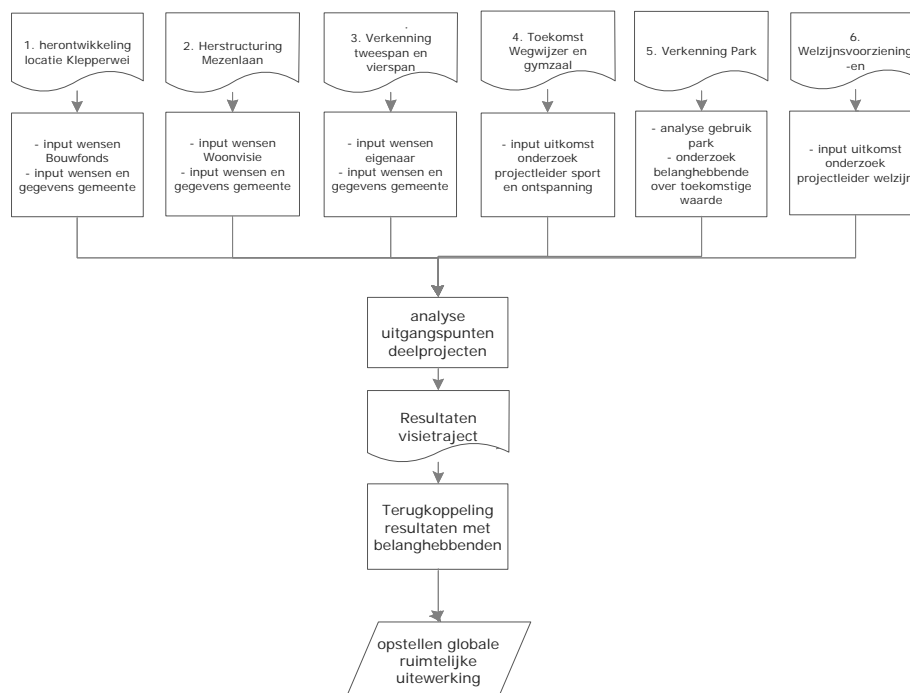 1. herontwikkeling
locatie Klepperwei
2. Herstructuring
Mezenlaan
3. Verkenning
tweespan en
vierspan
4. Toekomst
Wegwijzer en
gymzaal
5. Verkenning Park
6.
Welzijnsvoorziening
-en
- input wensen
Bouwfonds
- input wensen en
gegevens gemeente
- input wensen
Woonvisie
- input wensen en
gegevens gemeente
- input wensen
eigenaar
- input wensen en
gegevens gemeente
- input uitkomst
onderzoek
projectleider sport
en ontspanning
- analyse gebruik
park
- onderzoek
belanghebbende
over toekomstige
waarde
- input uitkomst
onderzoek
projectleider welzijn
analyse
uitgangspunten
deelprojecten
Resultaten
visietraject
Terugkoppeling
resultaten met
belanghebbenden
opstellen globale
ruimtelijke
uitewerking